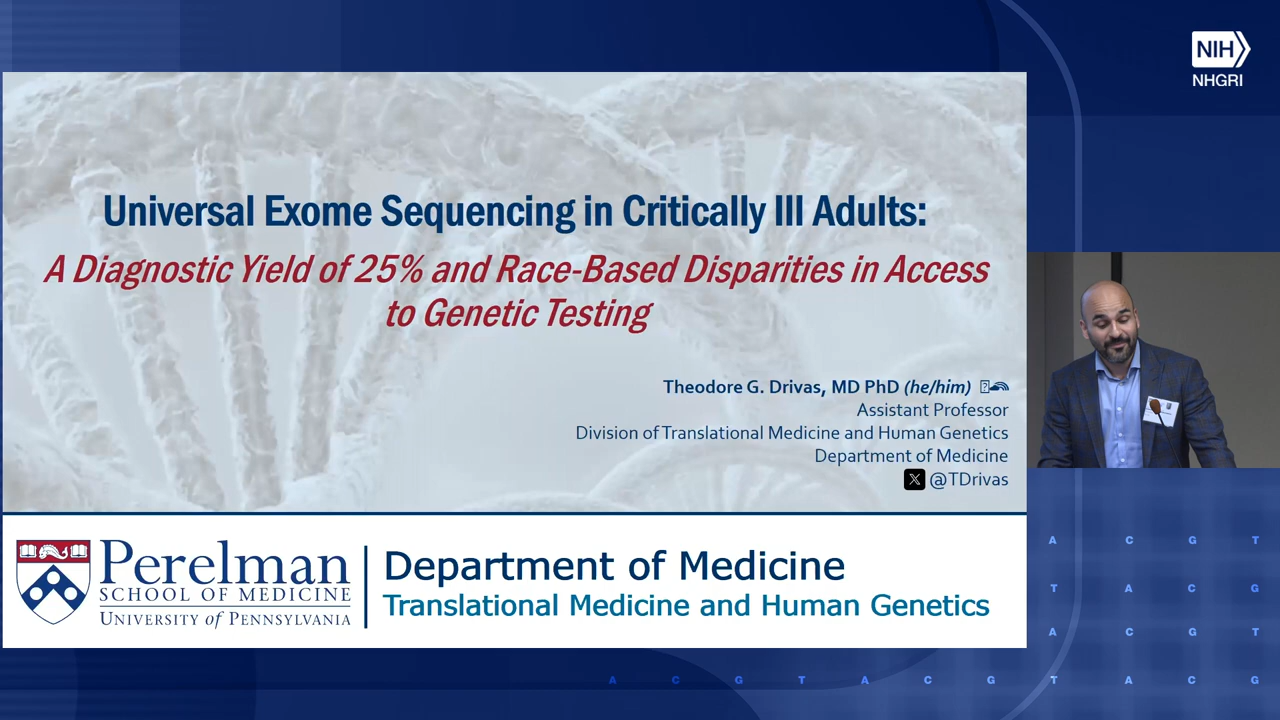 NIH
NHGRI
Universal Exome Sequencing in Critically Ill Adults:
A Diagnostic Yield of 25% and Race-Based Disparities in Access
to Genetic Testing
Theodore G. Drivas, MD PhD (he/him)
Assistant Professor
Division of Translational Medicine and Human Genetics
Department of Medicine
X @TDrivas
Perelman
SCHOOL OF MEDICINE
UNIVERSITY of PENNSYLVANIA
Department of Medicine
Translational Medicine and Human Genetics
A C G T
T A C G
A C G T
A C G T A C G T A C G